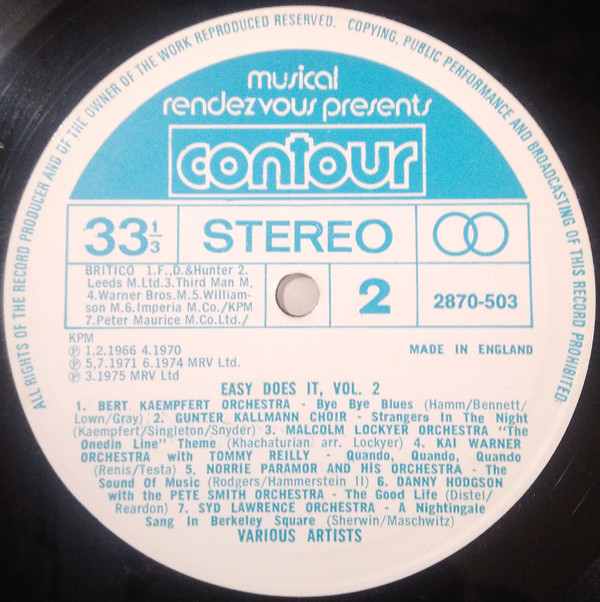 ALL RIGHTS OF THE RECORD PRODUCER AND OF THE OWNER OF THE WORK REPRODUCED RESERVED. COPYING, PUBLIC PERFORMANCE AND BROADCASTING OF THIS RECORD PROHIBITED
musical
rendezvous presents
contour
33 1/3 STEREO
BRITICO 1.F.,D.&Hunter 2.
Leeds M.Ltd.3.Third Man M.
4.Warner Bros.M.5.William-
son M.6.Imperia M.Co./KPM
7.Peter Maurice M.Co.Ltd./
KPM
2
2870-503
℗ 1,2.1966 4.1970
℗ 5,7.1971 6.1974 MRV Ltd.
℗ 3.1975 MRV Ltd
MADE IN ENGLAND
EASY DOES IT, VOL. 2
1. BERT KAEMPFERT ORCHESTRA - Bye Bye Blues (Hamm/Bennett/
Lown/Gray) 2. GUNTER KALLMANN CHOIR - Strangers In The Night
(Kaempfert/Singleton/Snyder) 3. MALCOLM LOCKYER ORCHESTRA "The
Onedin Line" Theme (Khachaturian arr. Lockyer) 4. KAI WARNER
ORCHESTRA with TOMMY REILLY - Quando, Quando, Quando
(Renis/Testa) 5. NORRIE PARAMOR AND HIS ORCHESTRA - The
Sound Of Music (Rodgers/Hammerstein II) 6. DANNY HODGSON
with the PETE SMITH ORCHESTRA - The Good Life (Distel/
Reardon) 7. SYD LAWRENCE ORCHESTRA - A Nightingale
Sang In Berkeley Square (Sherwin/Maschwitz)
VARIOUS ARTISTS